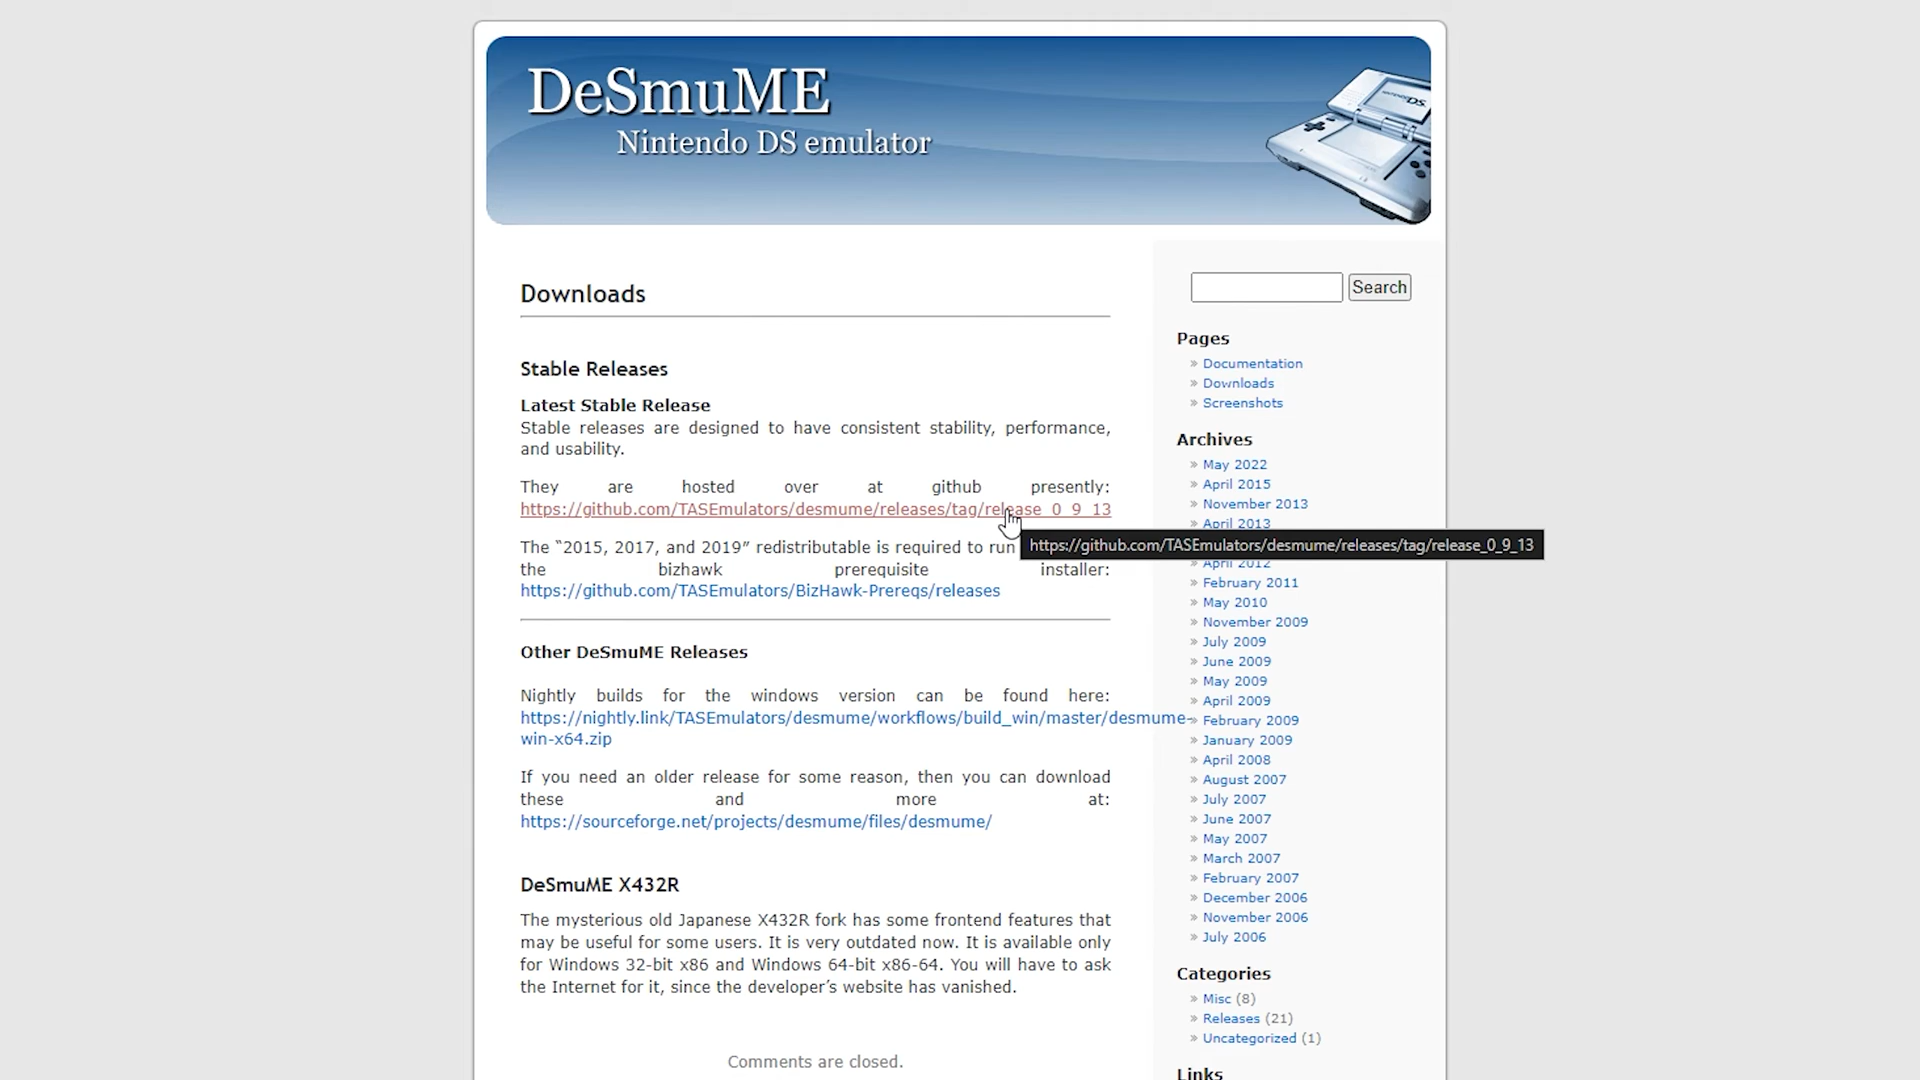 DeSmuME
Nintendo DS emulator
Downloads
Stable Releases
Latest Stable Release
Stable releases are designed to have consistent stability, performance,
and usability.
They are hosted over at github presently:
https://github.com/TASEmulators/desmume/releases/tag/release_0_9_13
https://github.com/TASEmulators/desmume/releases/tag/release_0_9_13
The “2015, 2017, and 2019” redistributable is required to run
the bizhawk prerequisite installer:
https://github.com/TASEmulators/BizHawk-Prereqs/releases
Other DeSmuME Releases
Nightly builds for the windows version can be found here:
https://nightly.link/TASEmulators/desmume/workflows/build_win/master/desmume-
win-x64.zip
If you need an older release for some reason, then you can download
these and more at:
https://sourceforge.net/projects/desmume/files/desmume/
DeSmuME X432R
The mysterious old Japanese X432R fork has some frontend features that
may be useful for some users. It is very outdated now. It is available only
for Windows 32-bit x86 and Windows 64-bit x86-64. You will have to ask
the Internet for it, since the developer’s website has vanished.
Comments are closed.
Search
Pages
» Documentation
» Downloads
» Screenshots
Archives
» May 2022
» April 2015
» November 2013
» April 2013
» April 2012
» February 2011
» May 2010
» November 2009
» July 2009
» June 2009
» May 2009
» April 2009
» February 2009
» January 2009
» April 2008
» August 2007
» July 2007
» June 2007
» May 2007
» March 2007
» February 2007
» December 2006
» November 2006
» July 2006
Categories
» Misc (8)
» Releases (21)
» Uncategorized (1)
Links